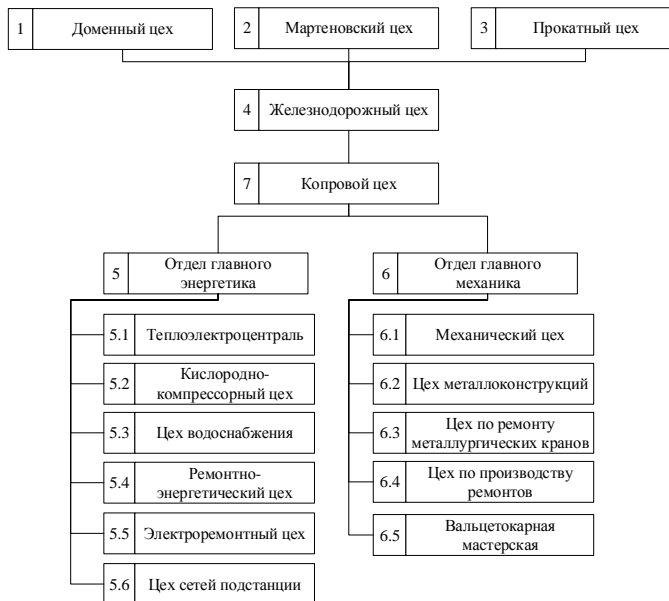 1 Доменный цех
2 Мартеновский цех
3 Прокатный цех
4 Железнодорожный цех
7 Копровой цех
5 Отдел главного
энергетика
6 Отдел главного
механика
5.1 Теплоэлектроцентраль
5.2 Кислородно-
компрессорный цех
5.3 Цех водоснабжения
5.4 Ремонтно-
энергетический цех
5.5 Электроремонтный цех
5.6 Цех сетей подстанции
6.1 Механический цех
6.2 Цех металлоконструкций
6.3 Цех по ремонту
металлургических кранов
6.4 Цех по производству
ремонтов
6.5 Вальцетокарная
мастерская